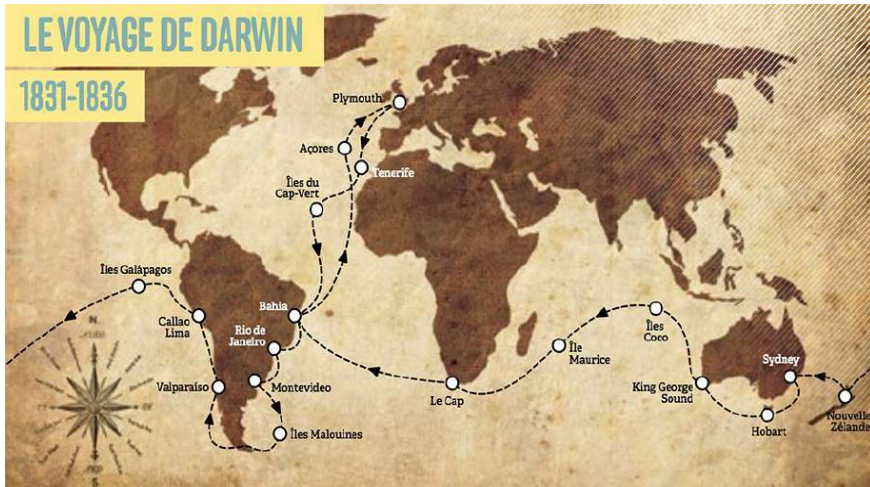 LE VOYAGE DE DARWIN
1831-1836
Plymouth
Açores
Tenerife
Îles du
Cap-Vert
Îles Galápagos
Bahia
Callao
Lima
Rio de
Janeiro
Îles
Coco
Île
Maurice
Sydney
Valparaíso
Montevideo
Le Cap
King George
Sound
Nouvelle
Zélande
Îles Malouines
Hobart
N
S